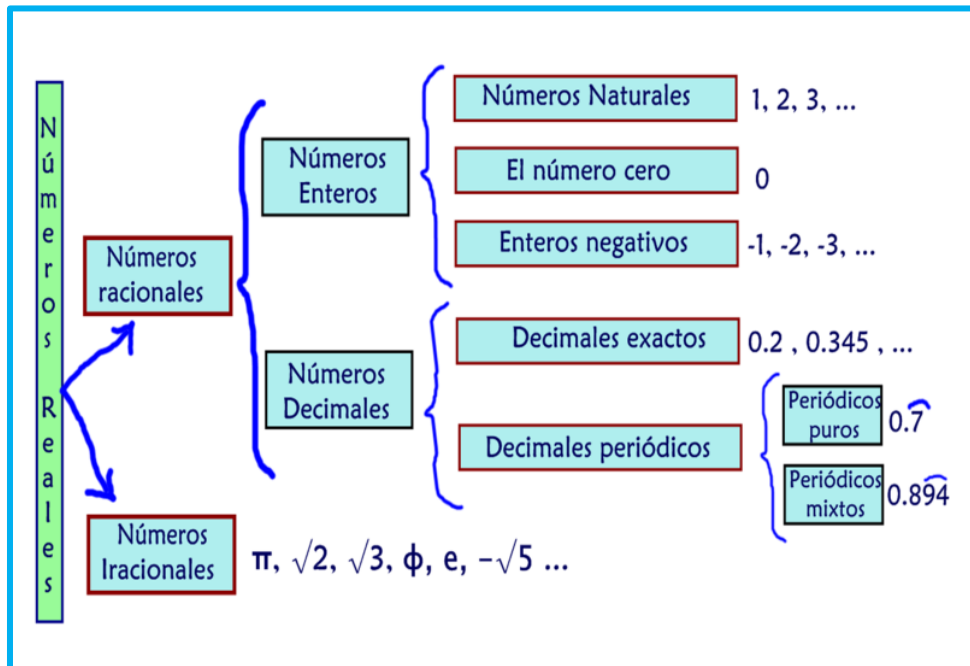 Números Reales
Números
racionales
Números
Enteros
Números Naturales
1, 2, 3, ...
El número cero
0
Enteros negativos
-1, -2, -3, ...
Números
Decimales
Decimales exactos
0.2 , 0.345 , ...
Decimales periódicos
Periódicos
puros
0.7
Periódicos
mixtos
0.894
Números
Iracionales
π, √2, √3, ϕ, e, −√5 ...